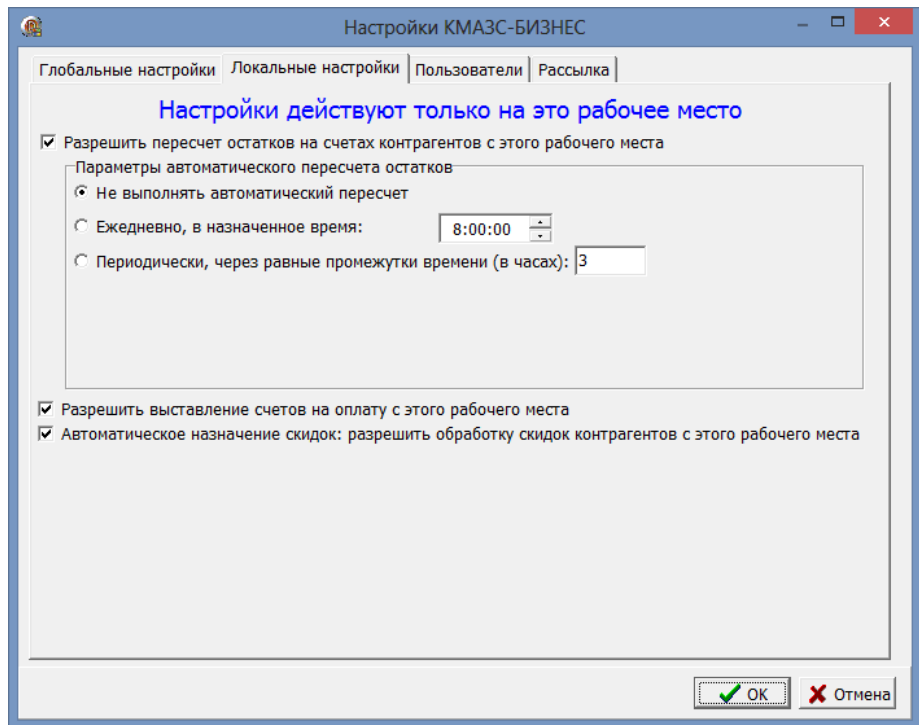 Настройки КМАЗС-БИЗНЕС
Глобальные настройки Локальные настройки Пользователи Рассылка
Настройки действуют только на это рабочее место
Разрешить пересчет остатков на счетах контрагентов с этого рабочего места
Параметры автоматического пересчета остатков
Не выполнять автоматический пересчет
Ежедневно, в назначенное время: 8:00:00
Периодически, через равные промежутки времени (в часах): 3
Разрешить выставление счетов на оплату с этого рабочего места
Автоматическое назначение скидок: разрешить обработку скидок контрагентов с этого рабочего места
ОК Отмена